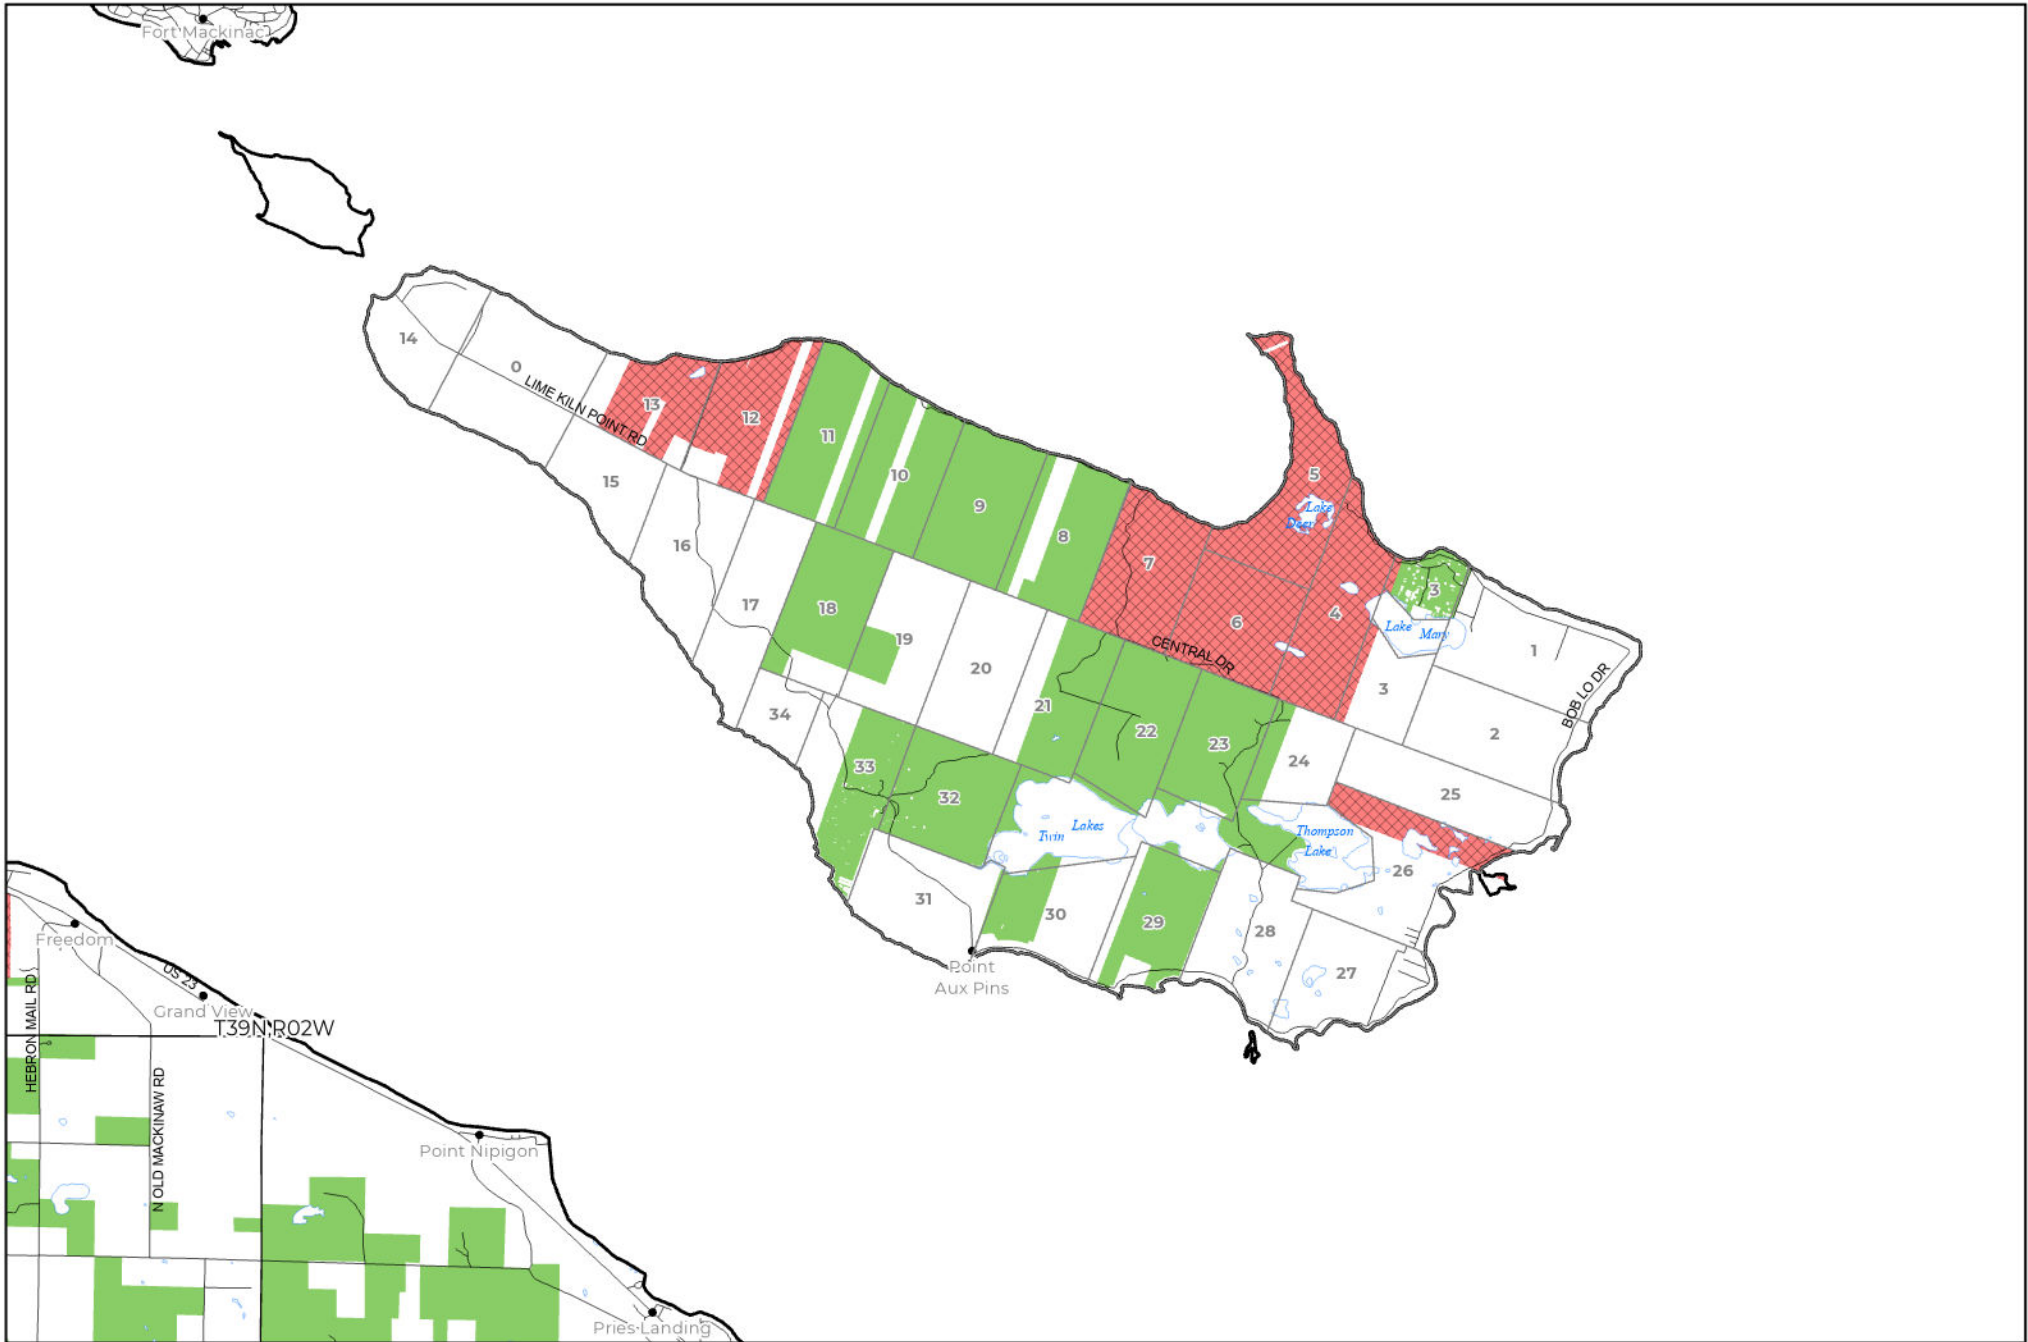 Fort Mackinac
14
0
LIME KILN POINT RD
13
12
11
10
9
8
7
6
5
Lake
Deer
4
3
Lake Mary
1
2
3
BOB LO DR
CENTRAL DR
15
16
17
18
19
20
21
22
23
24
25
34
33
32
Twin Lakes
Thompson
Lake
26
31
30
29
28
27
Point
Aux Pins
Freedom
US 23
Grand View
T39N,R02W
HEBRON MAIL RD
N OLD MACKINAW RD
Point Nipigon
Pries Landing